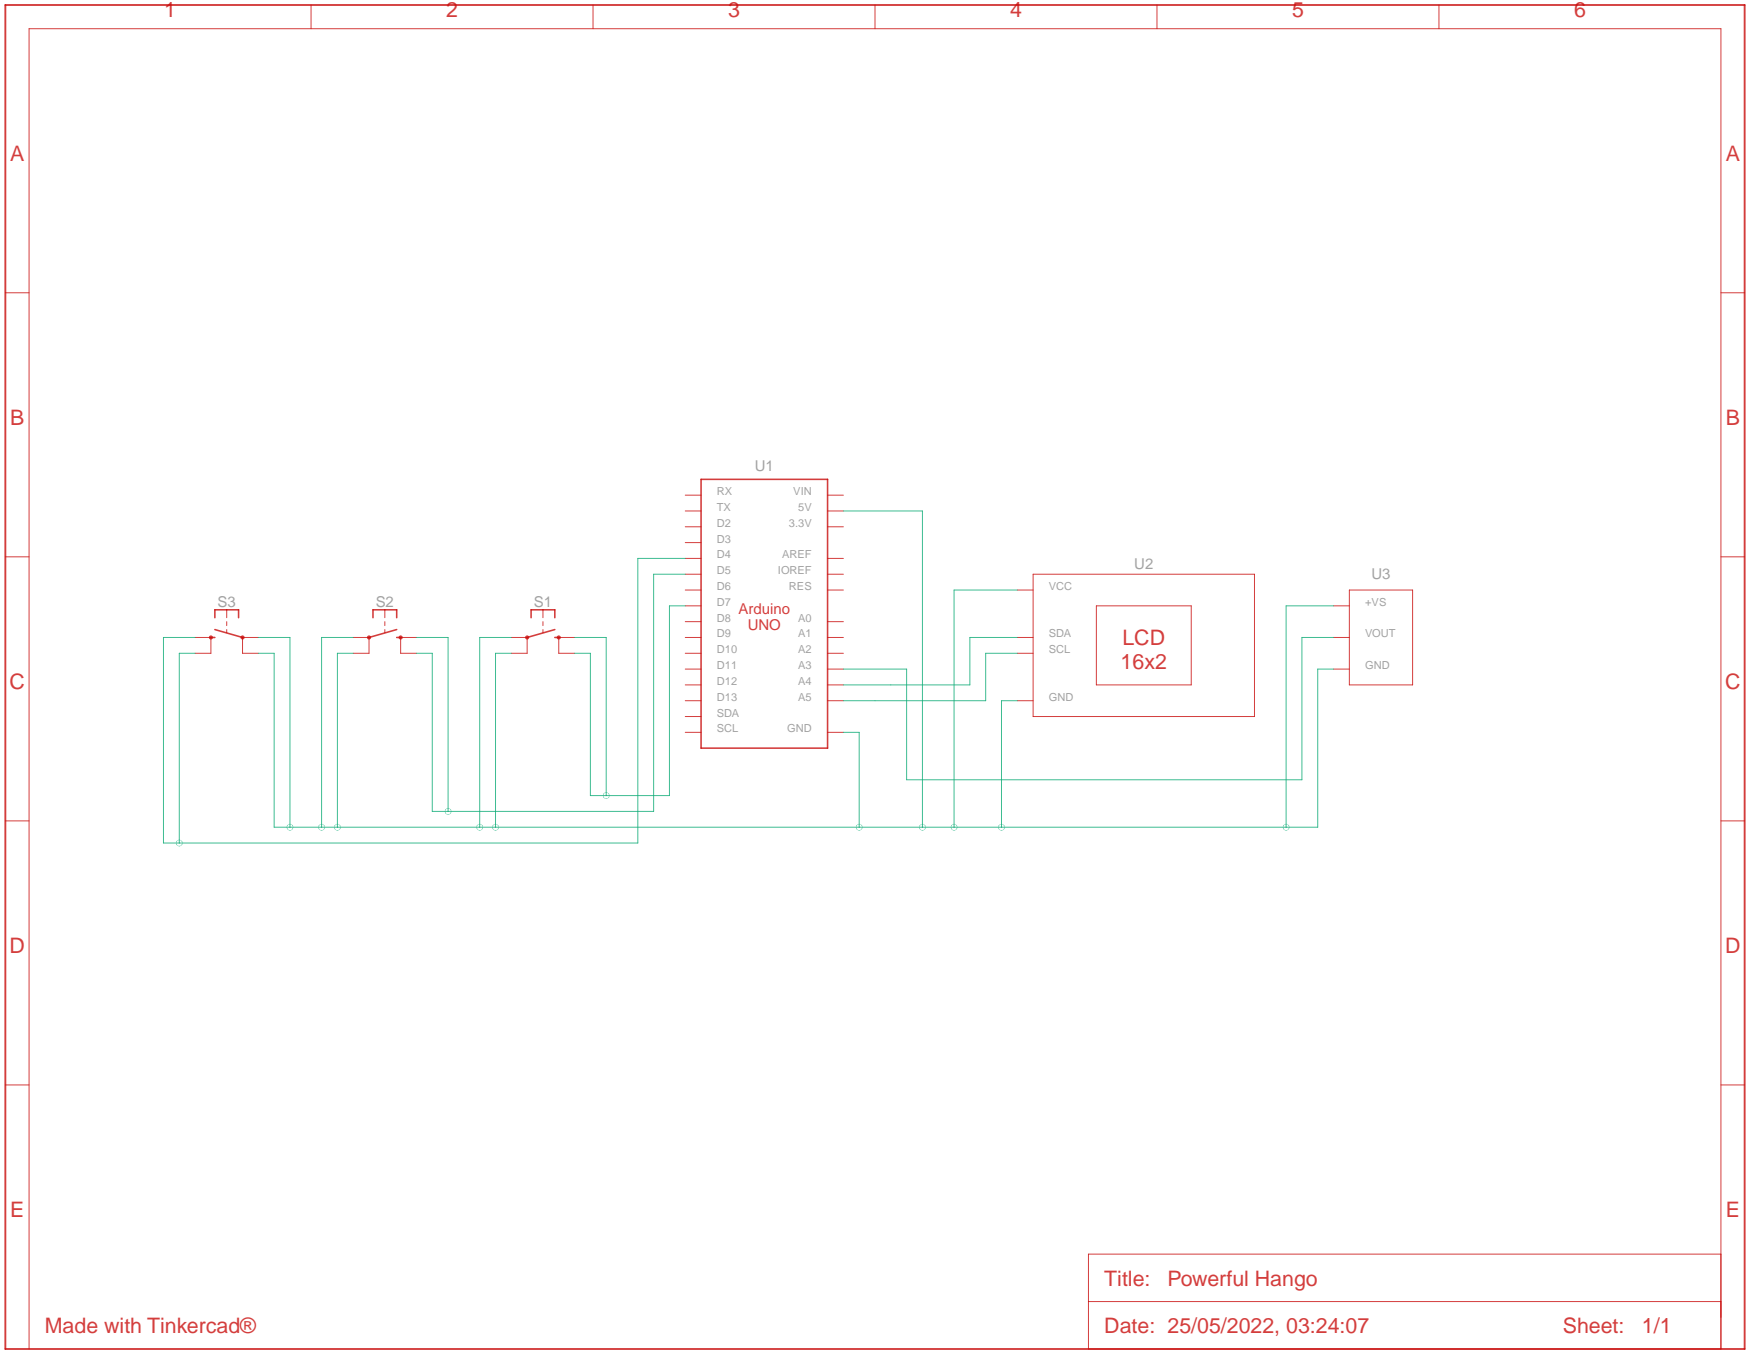 1 2 3 4 5 6
A A
B B
C C
D D
E E
S3 S2 S1
U1
RX VIN
TX 5V
D2 3.3V
D3
D4 AREF
D5 IOREF
D6 RES
D7
Arduino
UNO
D8 A0
D9 A1
D10 A2
D11 A3
D12 A4
D13 A5
SDA
SCL GND
U2
VCC
SDA
SCL
GND
LCD
16x2
U3
+VS
VOUT
GND
Title: Powerful Hango
Made with Tinkercad®
Date: 25/05/2022, 03:24:07 Sheet: 1/1